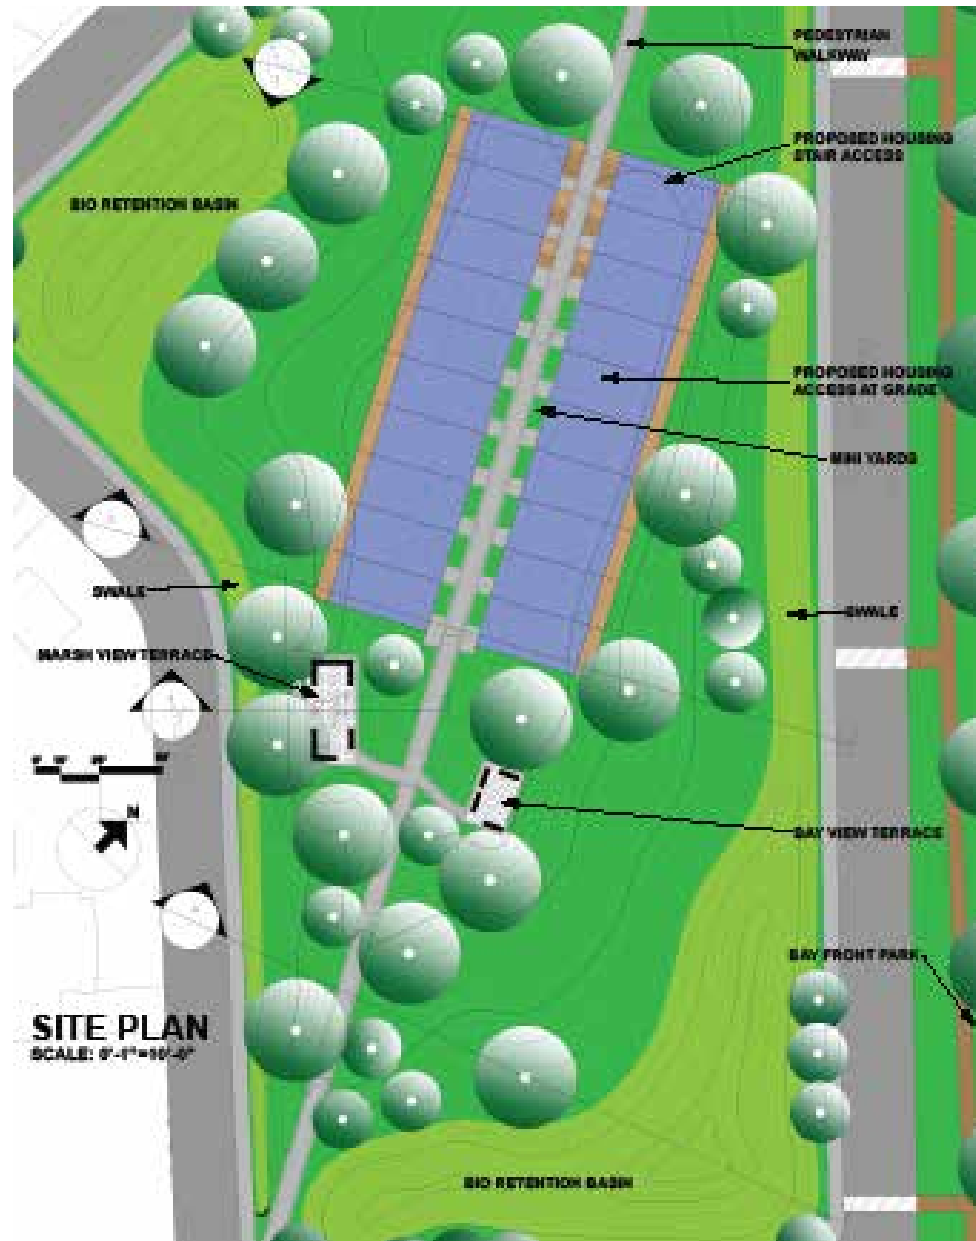 PEDESTRIAN
WALKWAY
PROPOSED HOUSING
STAIR ACCESS
BIO RETENTION BASIN
PROPOSED HOUSING
ACCESS AT GRADE
MINI YARDS
SWALE
SWALE
MARSH VIEW TERRACE
N
BAY VIEW TERRACE
BAY FRONT PARK
SITE PLAN
SCALE:
BIO RETENTION BASIN